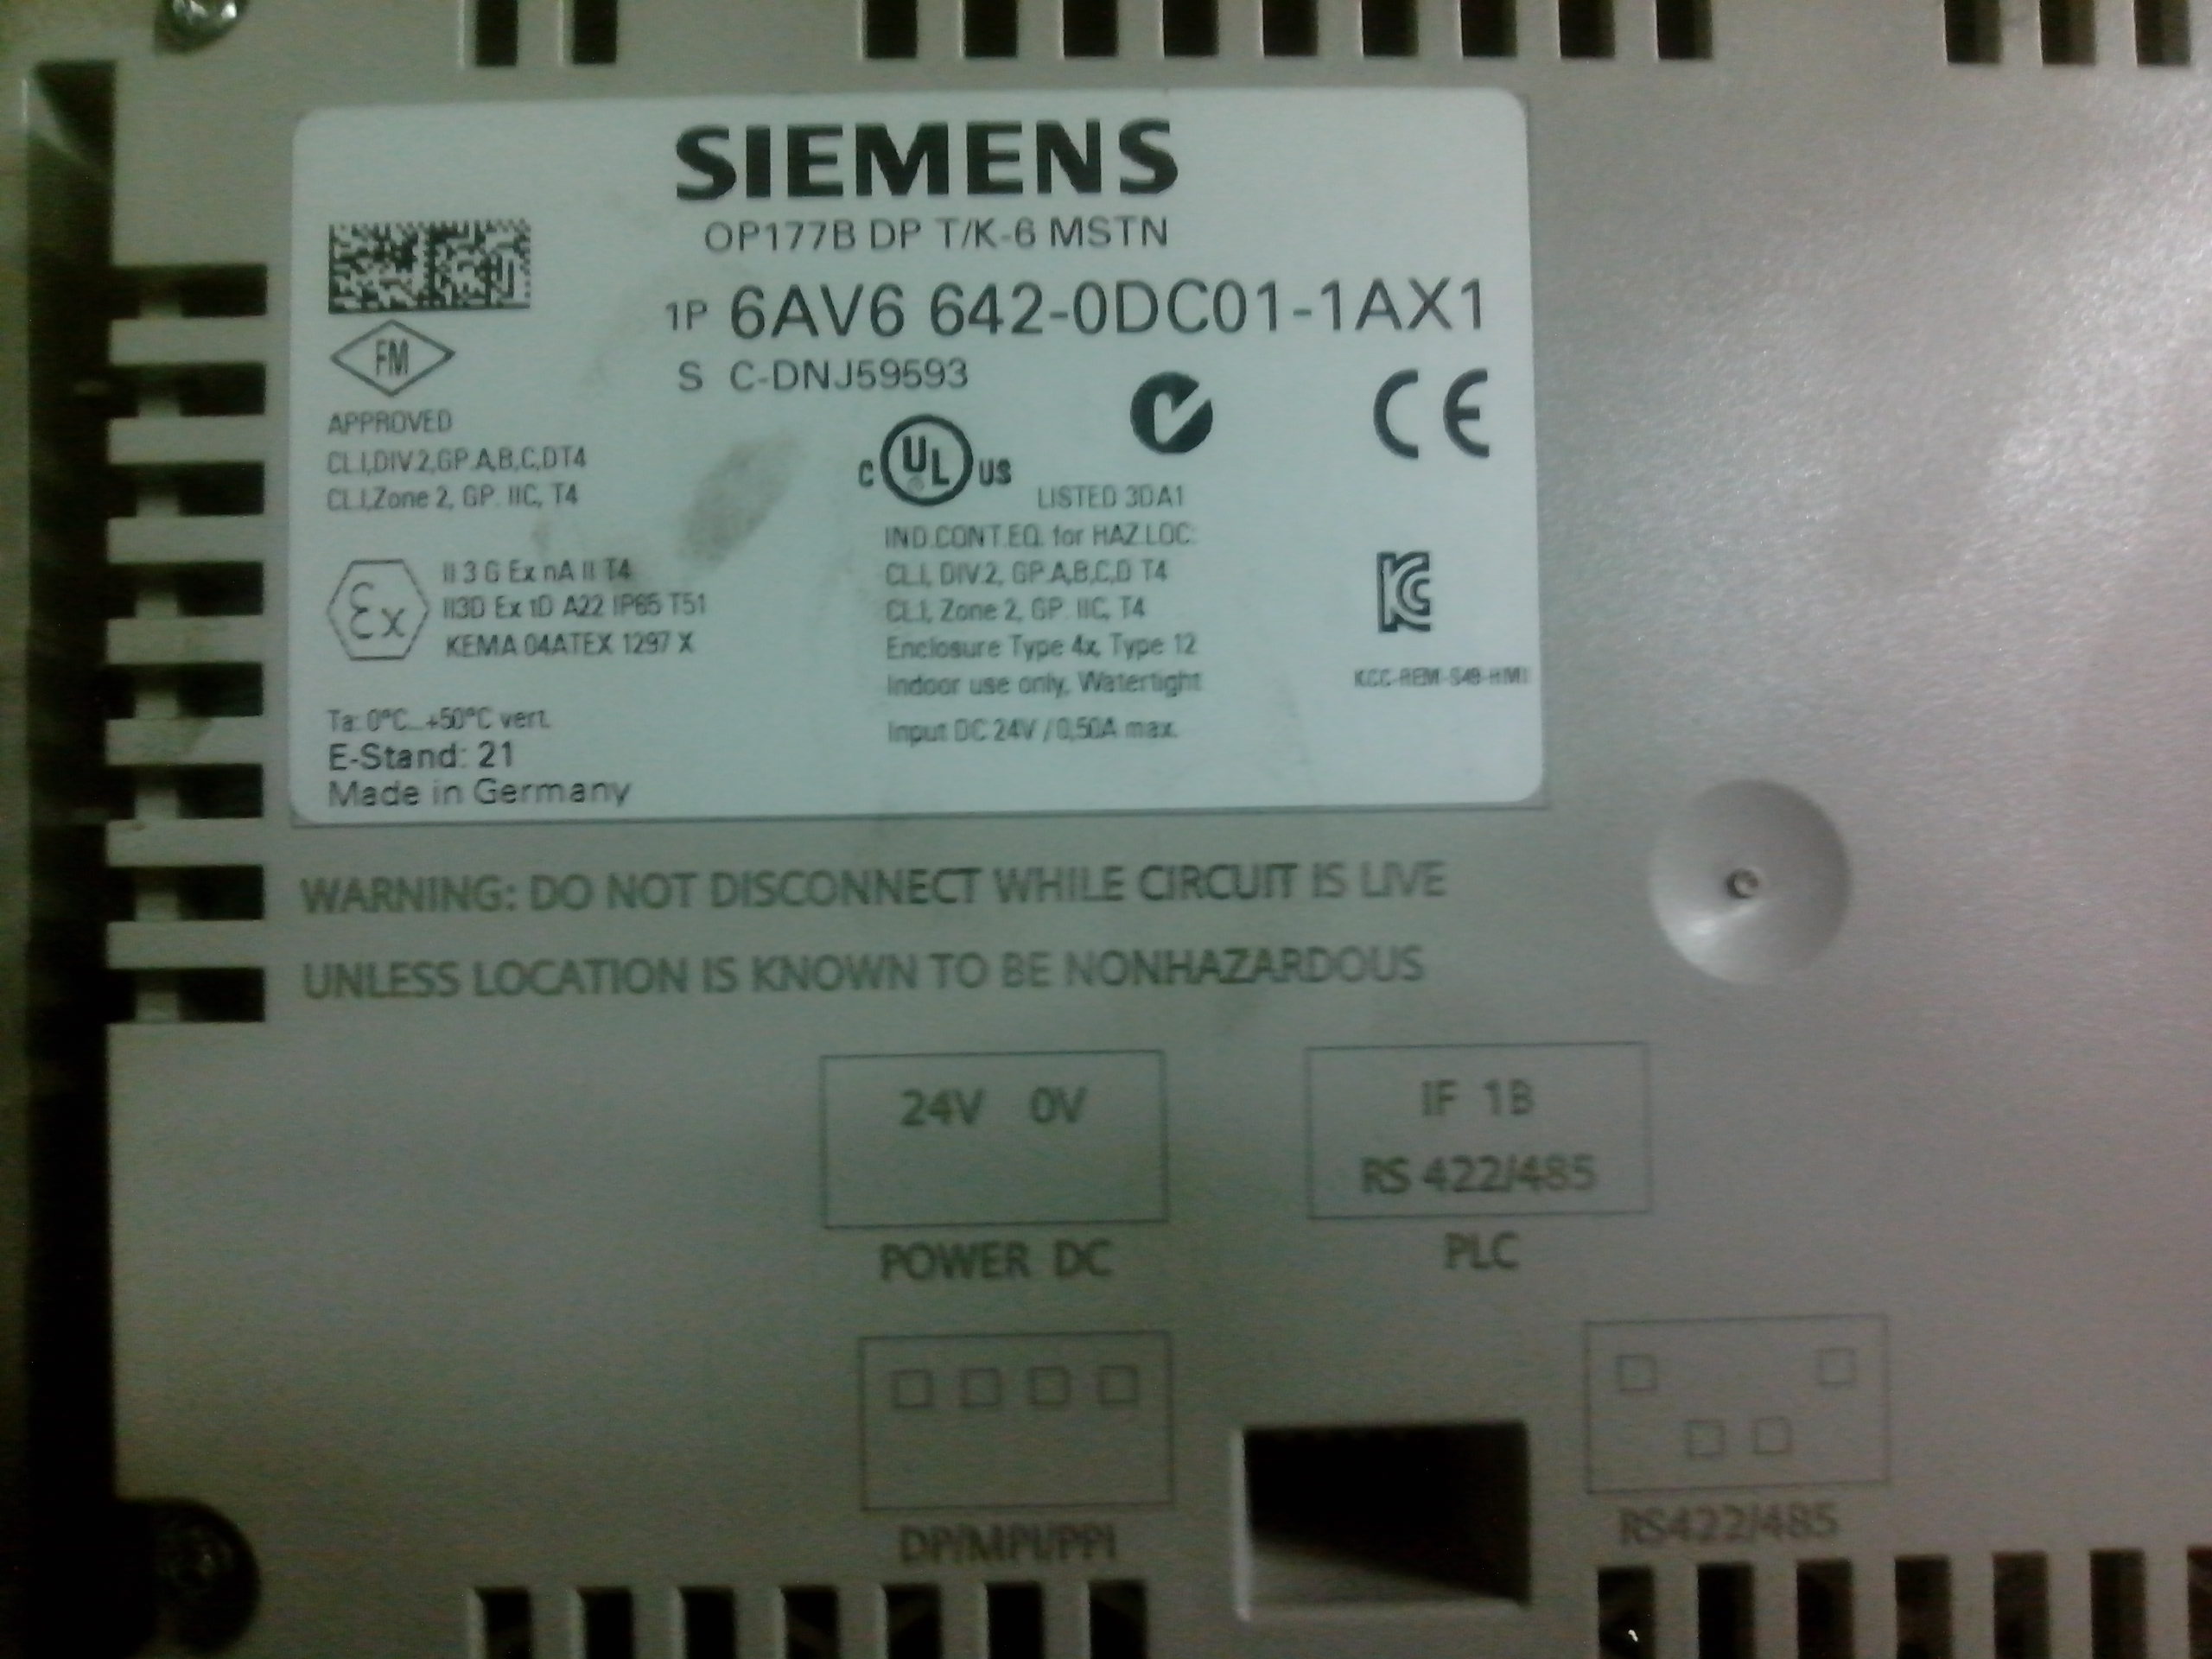 SIEMENS
OP177B DP T/K-6 MSTN
1P 6AV6 642-0DC01-1AX1
S C-DNJ59593
FM
APPROVED
CL.I,DIV.2,GP.A,B,C,DT4
CL.I,Zone 2, GP. IIC, T4
Ex
II 3 G Ex nA II T4
II3D Ex tD A22 IP65 T51
KEMA 04ATEX 1297 X
Ta: 0°C...+50°C vert.
E-Stand: 21
Made in Germany
C UL US
LISTED 3DA1
IND.CONT.EQ. for HAZ.LOC:
CL.I, DIV.2, GP.A,B,C,D T4
CL.I, Zone 2, GP. IIC, T4
Enclosure Type 4x, Type 12
Indoor use only, Watertight
Input DC 24V / 0,50A max.
CE
KC
KCC-REM-S49-HMI
WARNING: DO NOT DISCONNECT WHILE CIRCUIT IS LIVE
UNLESS LOCATION IS KNOWN TO BE NONHAZARDOUS
24V 0V
POWER DC
IF 1B
RS 422/485
PLC
DP/MPI/PPI
RS422/485